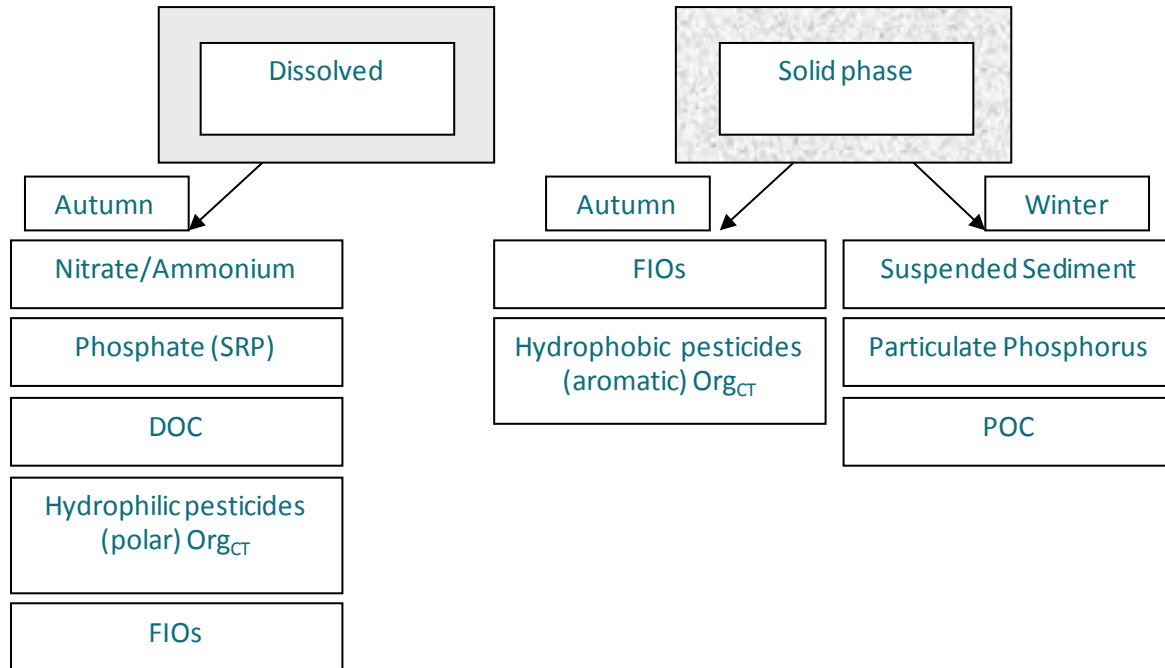 Dissolved
Solid phase
Autumn
Autumn
Winter
Nitrate/Ammonium
Phosphate (SRP)
DOC
Hydrophilic pesticides
(polar) OrgCT
FIOs
FIOs
Hydrophobic pesticides
(aromatic) OrgCT
Suspended Sediment
Particulate Phosphorus
POC